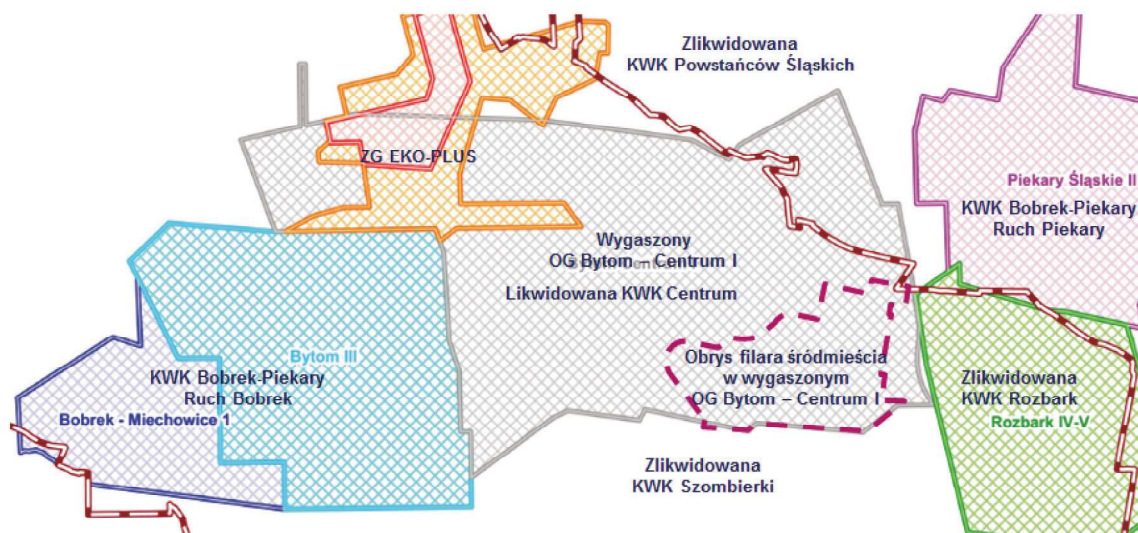 Zlikwidowana
KWK Powstańców Śląskich
ZG EKO-PLUS
Piekary Śląskie II
KWK Bobrek-Piekary
Ruch Piekary
Wygaszony
OG Bytom – Centrum I
Likwidowana KWK Centrum
Bytom III
KWK Bobrek-Piekary
Ruch Bobrek
Bobrek - Miechowice 1
Obrys filara śródmieścia
w wygaszonym
OG Bytom – Centrum I
Zlikwidowana
KWK Rozbark
Rozbark IV-V
Zlikwidowana
KWK Szombierki